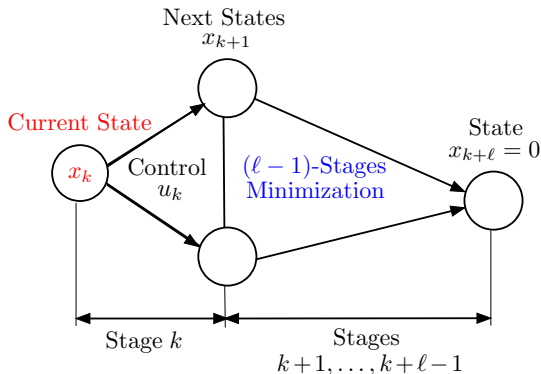 Next States
x_{k+1}
Current State
x_k
Control
u_k
(ℓ − 1)-Stages
Minimization
State
x_{k+ℓ} = 0
Stage k
Stages
k+1, . . . , k+ℓ−1